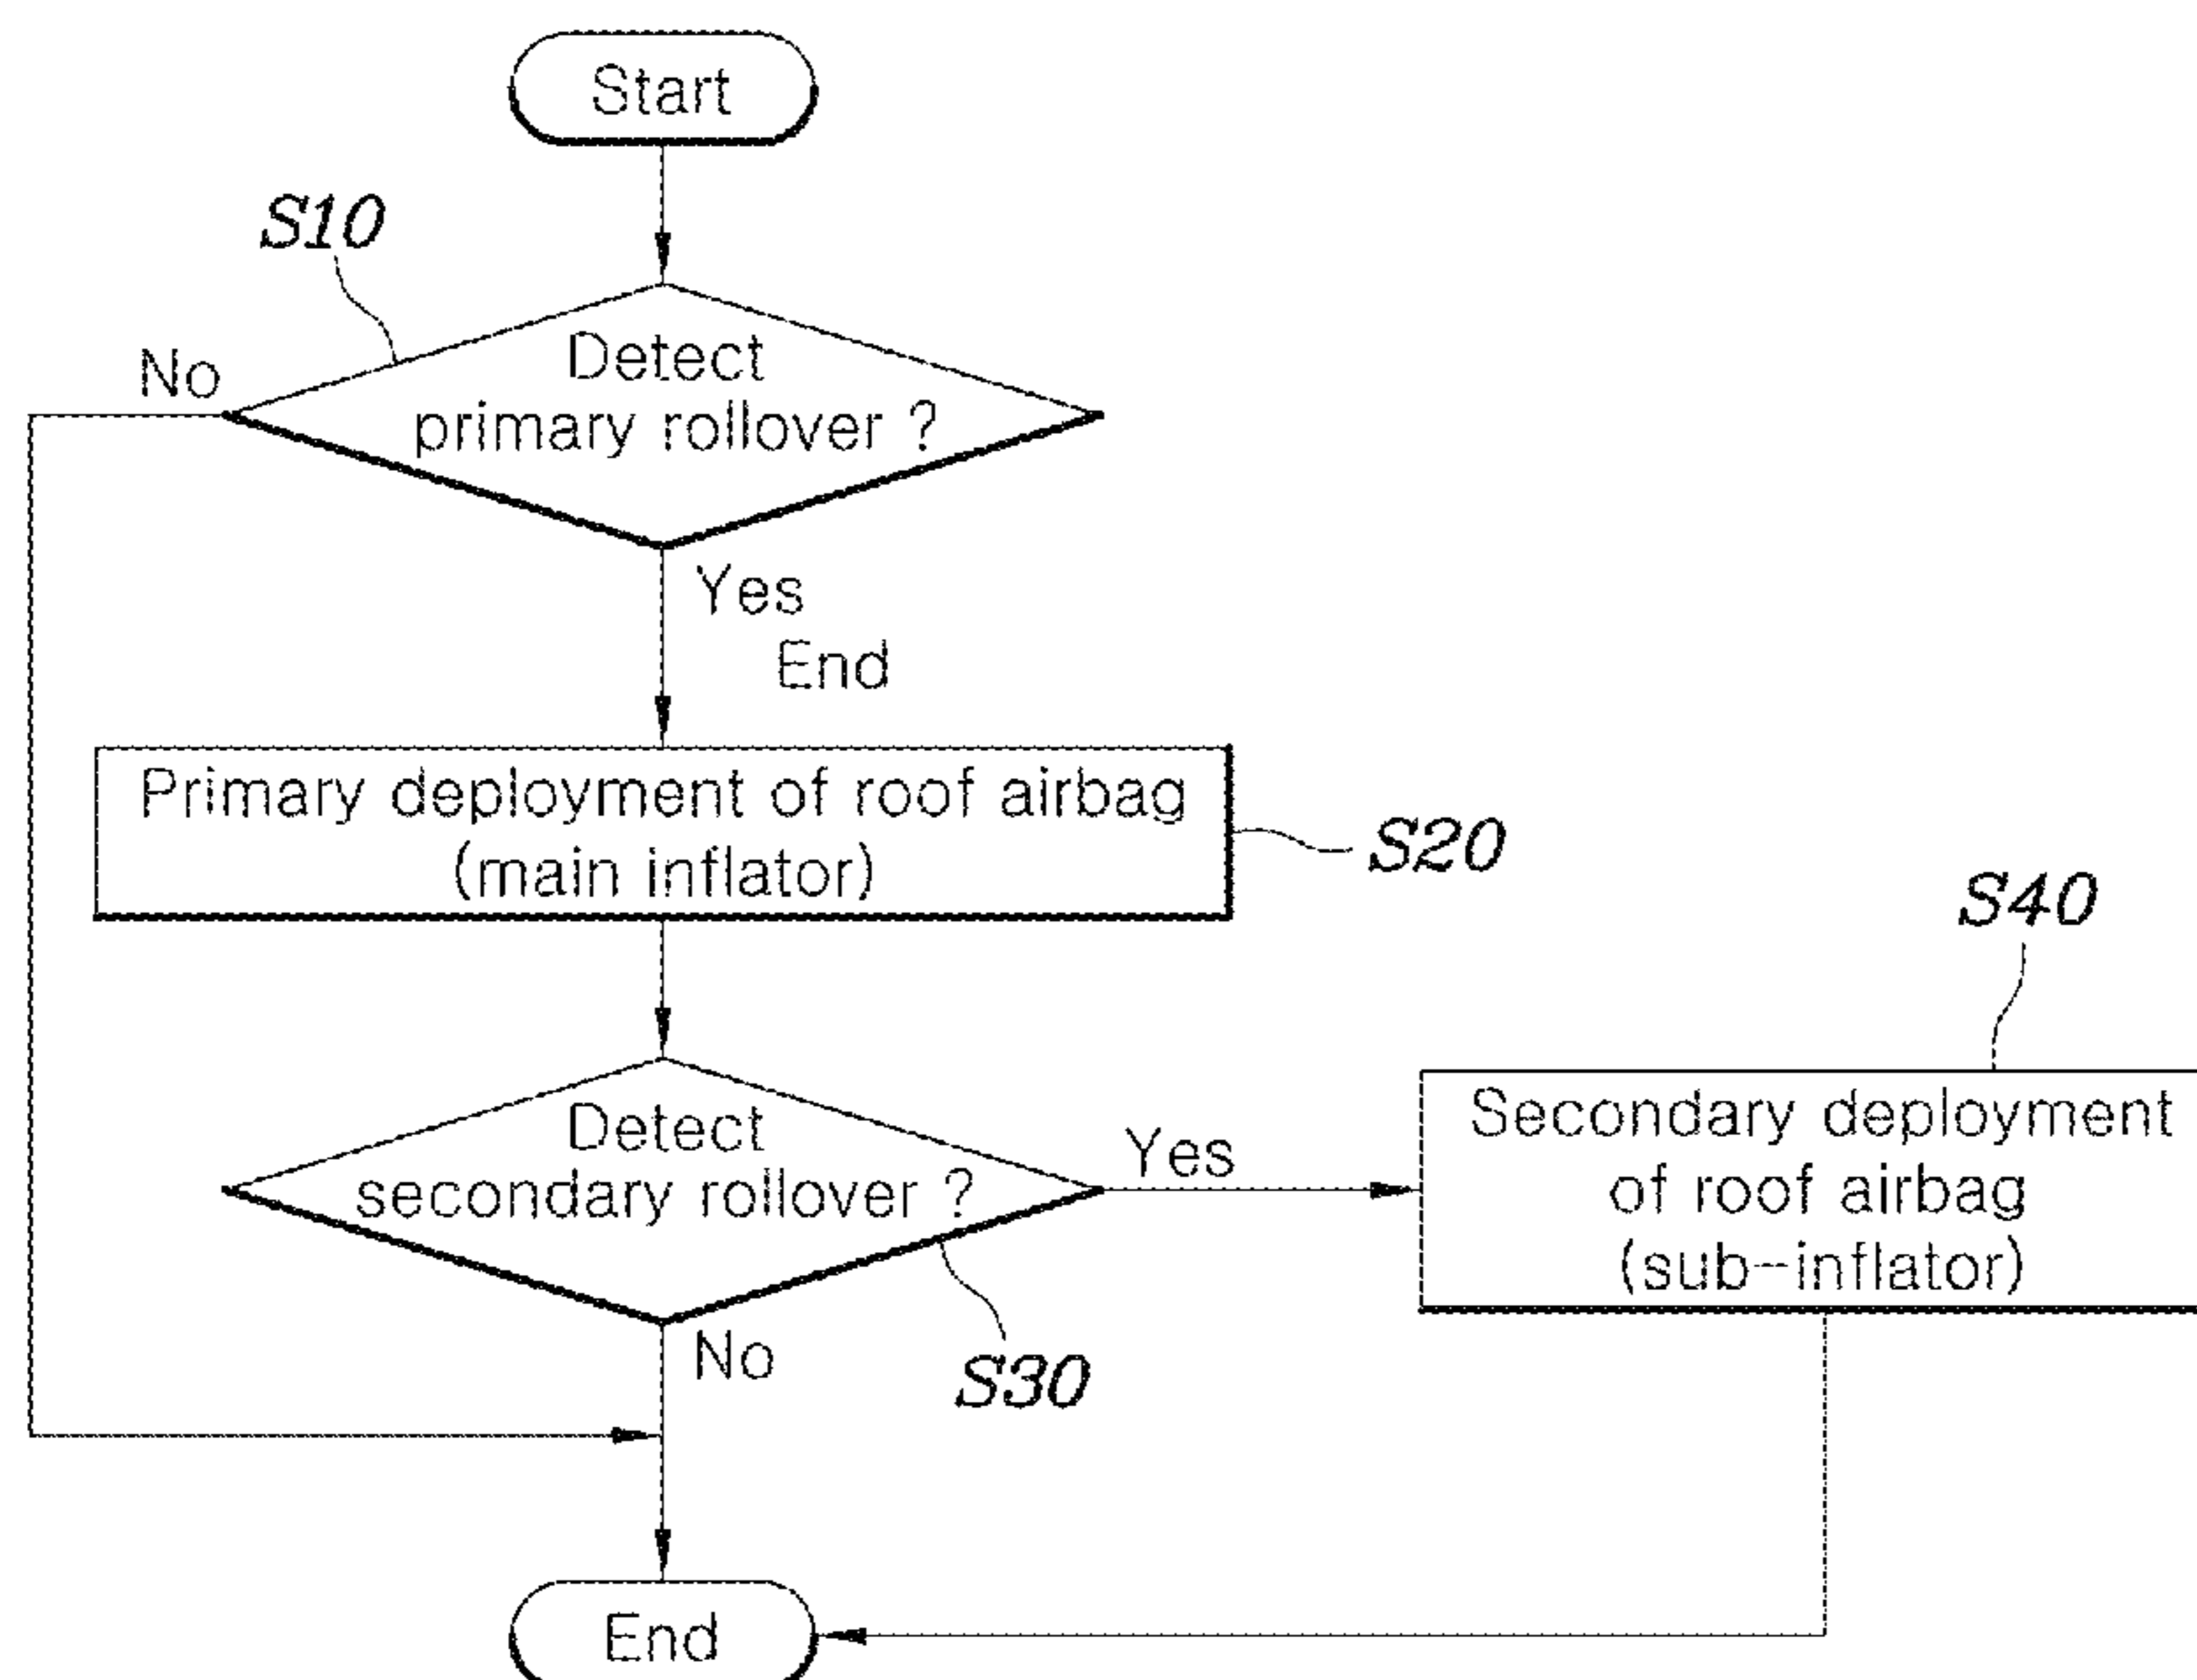 Start
S10
No
Detect
primary rollover ?
Yes
End
Primary deployment of roof airbag
(main inflator)
S20
S40
Detect
secondary rollover ?
Yes
Secondary deployment
of roof airbag
(sub-inflator)
No
S30
End